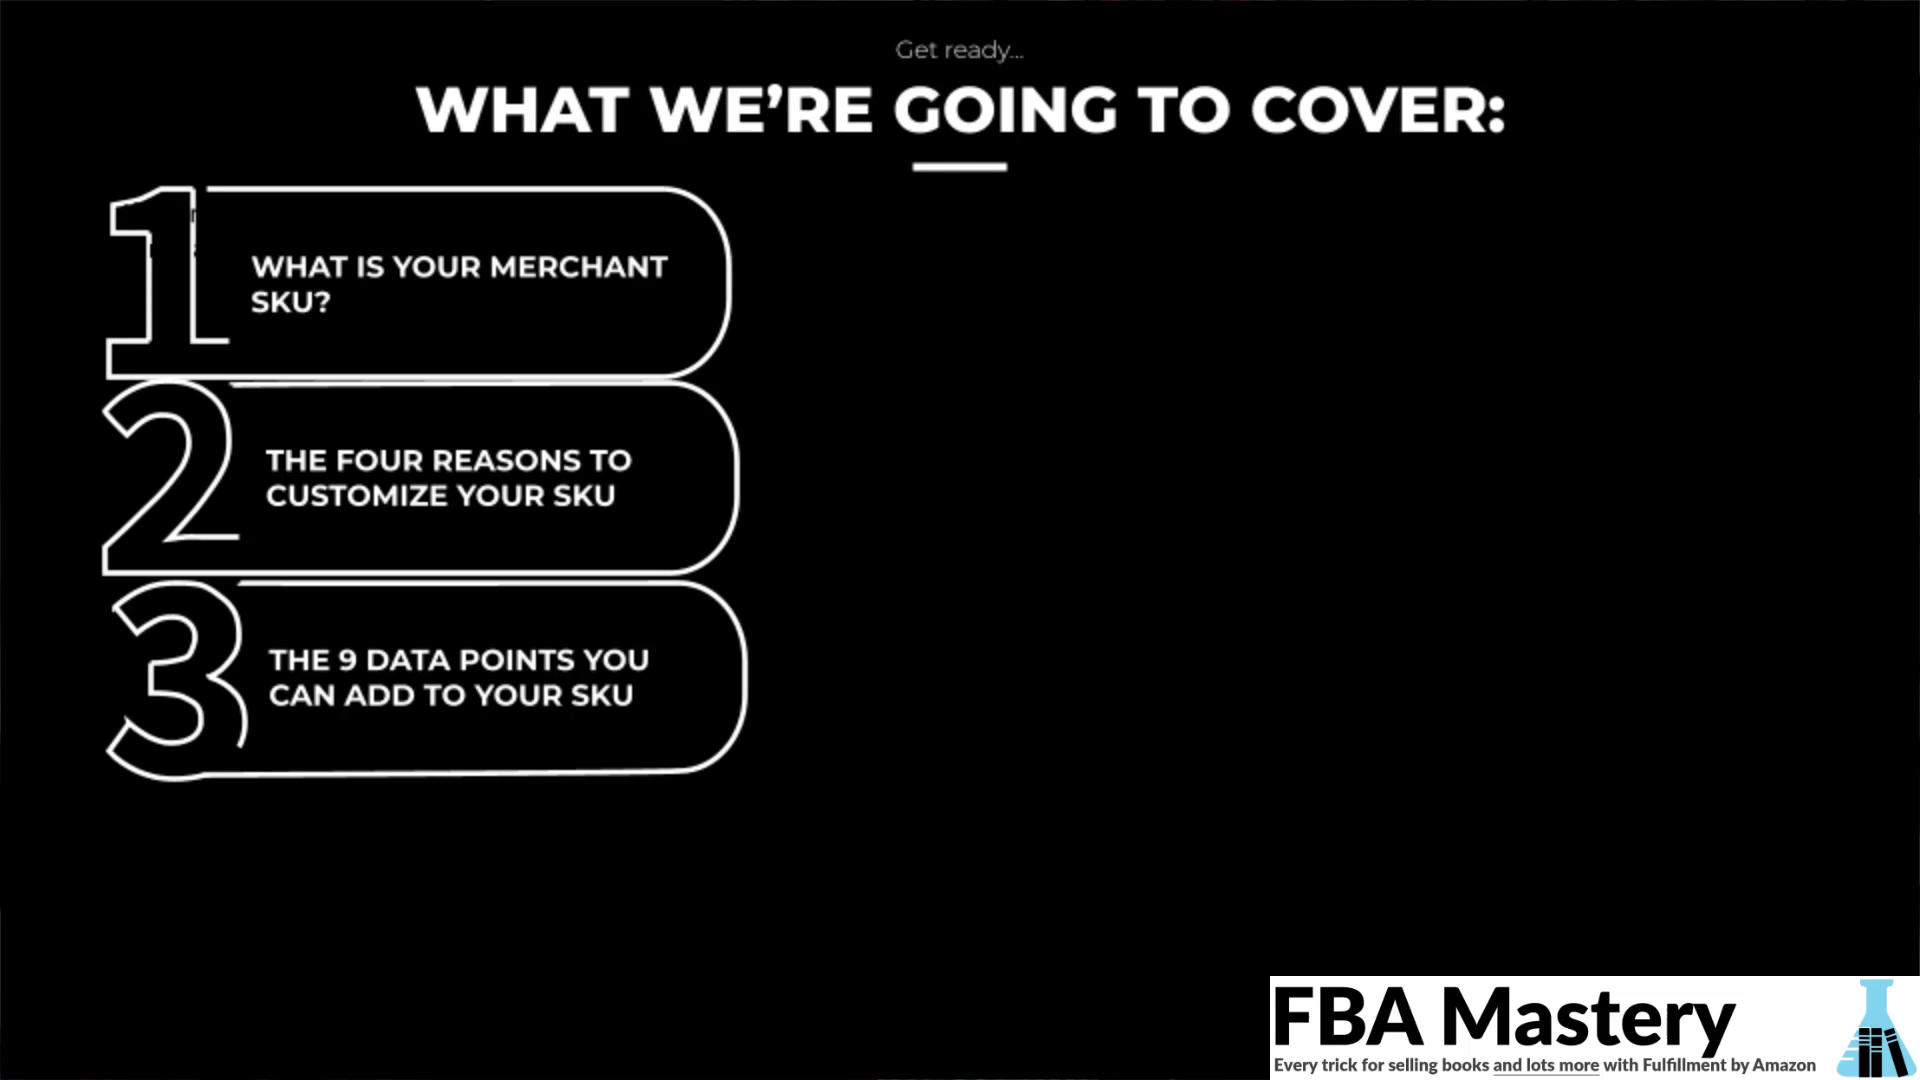 Get ready...
WHAT WE’RE GOING TO COVER:
1
WHAT IS YOUR MERCHANT
SKU?
2
THE FOUR REASONS TO
CUSTOMIZE YOUR SKU
3
THE 9 DATA POINTS YOU
CAN ADD TO YOUR SKU
FBA Mastery
Every trick for selling books and lots more with Fulfillment by Amazon